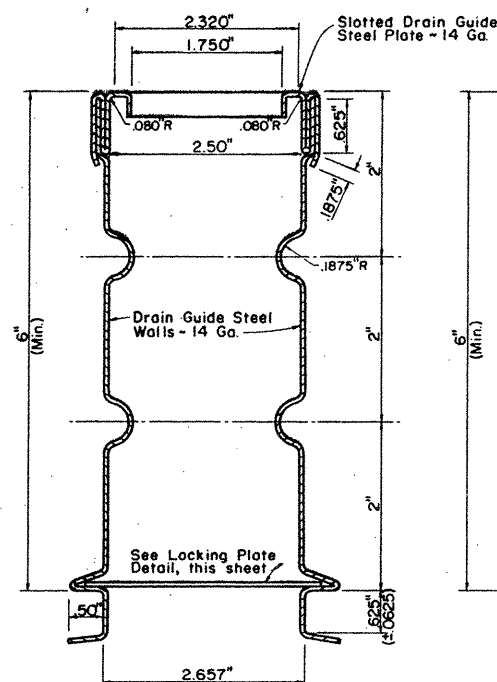 2.320"
Slotted Drain Guide
Steel Plate ~ 14 Ga.
1.750"
.080"R
.080"R
.625"
2.50"
2"
.1875"
.1875"R
Drain Guide Steel
Walls ~ 14 Ga.
6"
(Min.)
2"
6"
(Min.)
2"
See Locking Plate
Detail, this sheet
.50"
.625"
(±.0625)
2.657"